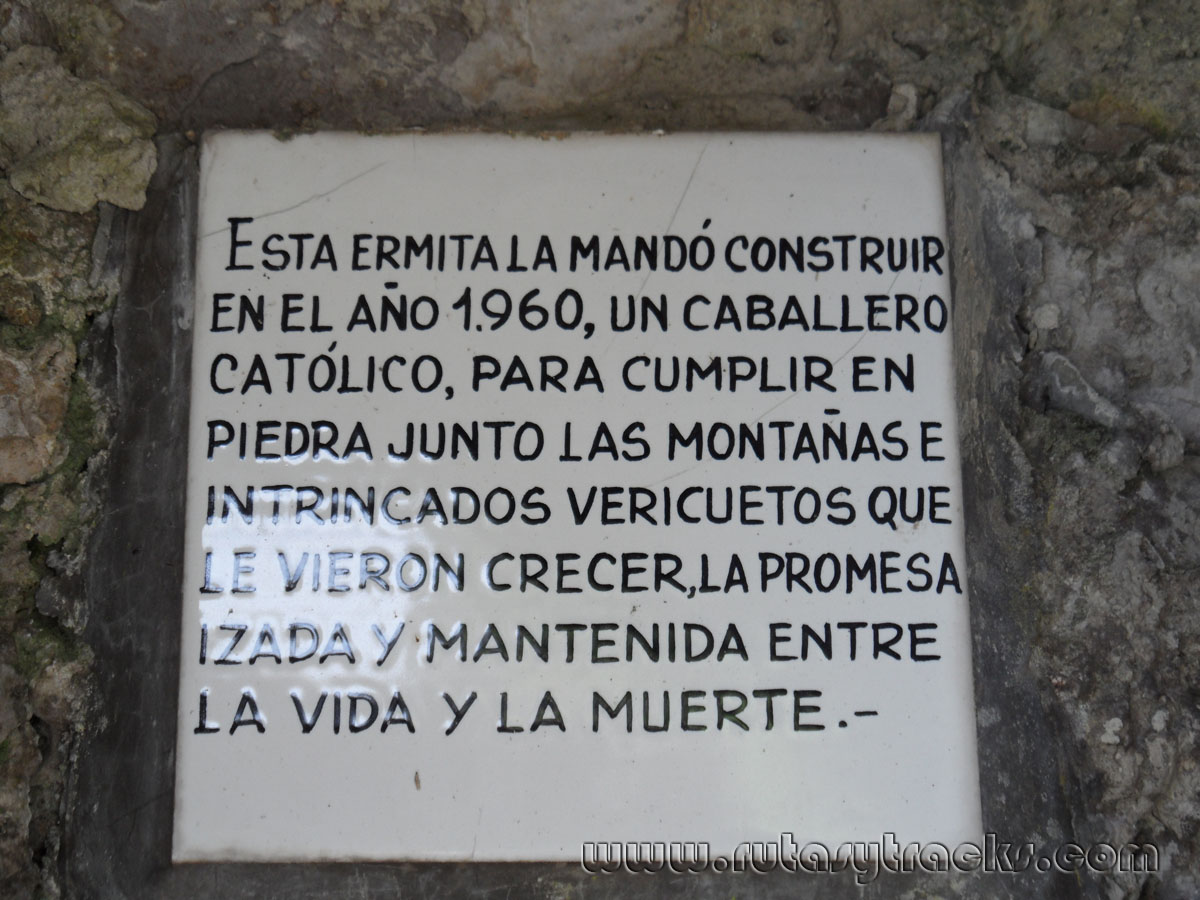 ESTA ERMITA LA MANDÓ CONSTRUIR
EN EL AÑO 1.960, UN CABALLERO
CATÓLICO, PARA CUMPLIR EN
PIEDRA JUNTO LAS MONTAÑAS E
INTRINCADOS VERICUETOS QUE
LE VIERON CRECER, LA PROMESA
IZADA Y MANTENIDA ENTRE
LA VIDA Y LA MUERTE.-
www.rutasytracks.com